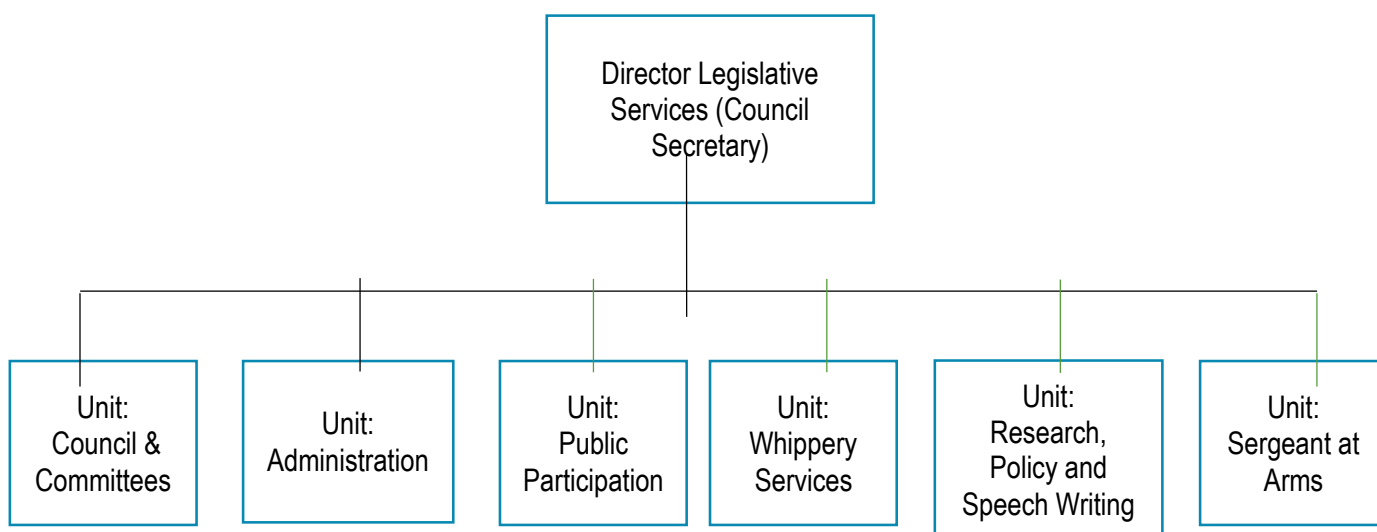 Director Legislative
Services (Council
Secretary)
Unit:
Council &
Committees
Unit:
Administration
Unit:
Public
Participation
Unit:
Whippery
Services
Unit:
Research,
Policy and
Speech Writing
Unit:
Sergeant at
Arms